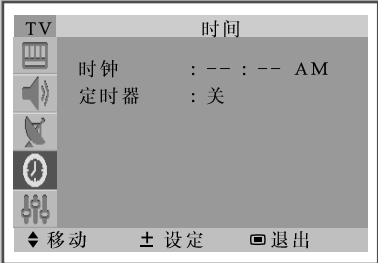 TV 时间
时钟 : -- : -- AM
定时器 : 关
移动 ± 设定 退出